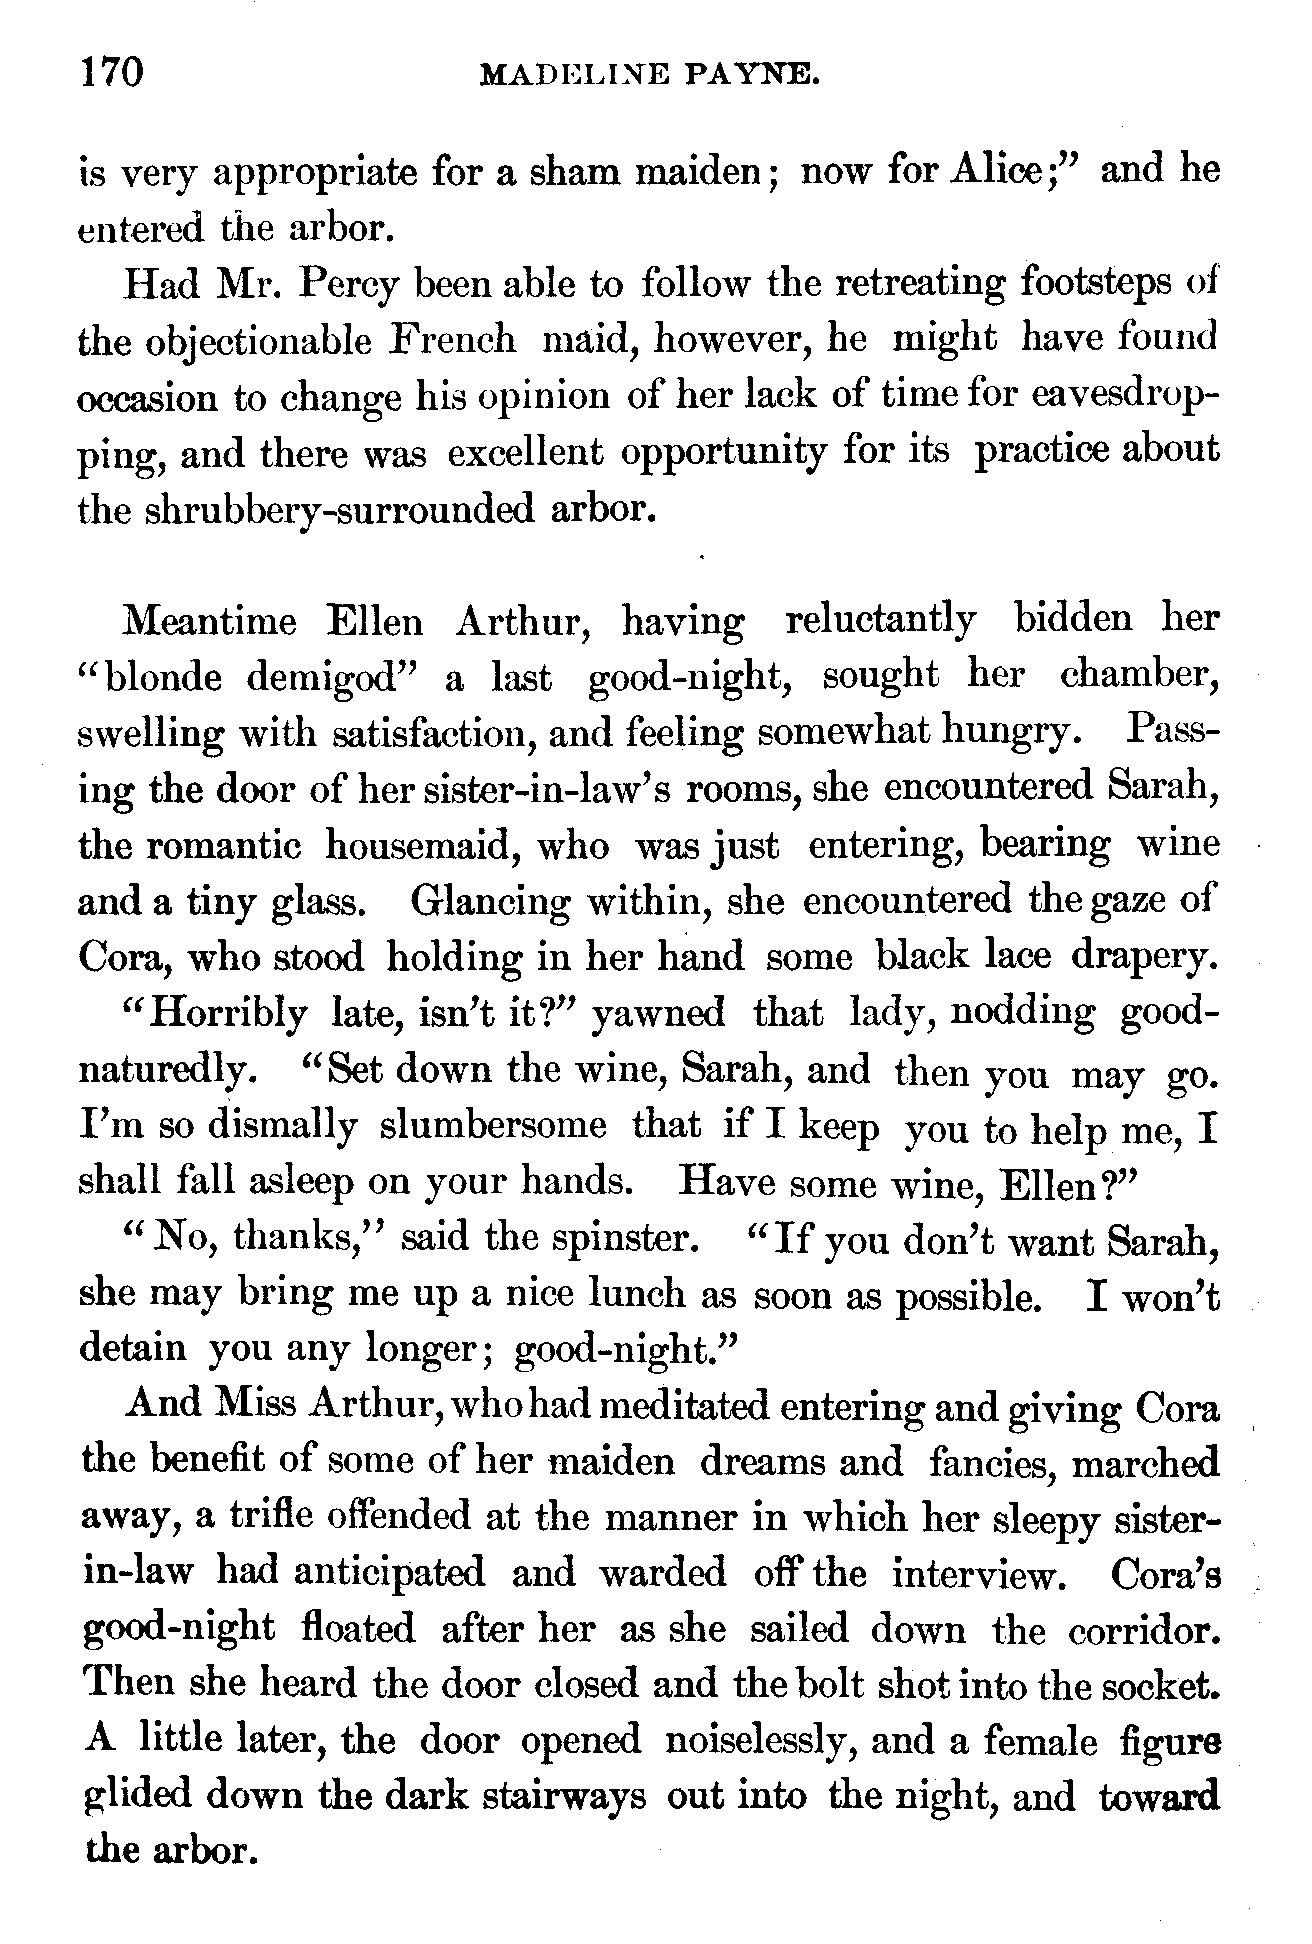 170 MADELINE PAYNE.
is very appropriate for a sham maiden; now for Alice;” and he
entered the arbor.
Had Mr. Percy been able to follow the retreating footsteps of
the objectionable French maid, however, he might have found
occasion to change his opinion of her lack of time for eavesdrop-
ping, and there was excellent opportunity for its practice about
the shrubbery-surrounded arbor.
Meantime Ellen Arthur, having reluctantly bidden her
“blonde demigod” a last good-night, sought her chamber,
swelling with satisfaction, and feeling somewhat hungry. Pass-
ing the door of her sister-in-law’s rooms, she encountered Sarah,
the romantic housemaid, who was just entering, bearing wine
and a tiny glass. Glancing within, she encountered the gaze of
Cora, who stood holding in her hand some black lace drapery.
“Horribly late, isn’t it?” yawned that lady, nodding good-
naturedly. “Set down the wine, Sarah, and then you may go.
I’m so dismally slumbersome that if I keep you to help me, I
shall fall asleep on your hands. Have some wine, Ellen?”
“No, thanks,” said the spinster. “If you don’t want Sarah,
she may bring me up a nice lunch as soon as possible. I won’t
detain you any longer; good-night.”
And Miss Arthur, who had meditated entering and giving Cora
the benefit of some of her maiden dreams and fancies, marched
away, a trifle offended at the manner in which her sleepy sister-
in-law had anticipated and warded off the interview. Cora’s
good-night floated after her as she sailed down the corridor.
Then she heard the door closed and the bolt shot into the socket.
A little later, the door opened noiselessly, and a female figure
glided down the dark stairways out into the night, and toward
the arbor.